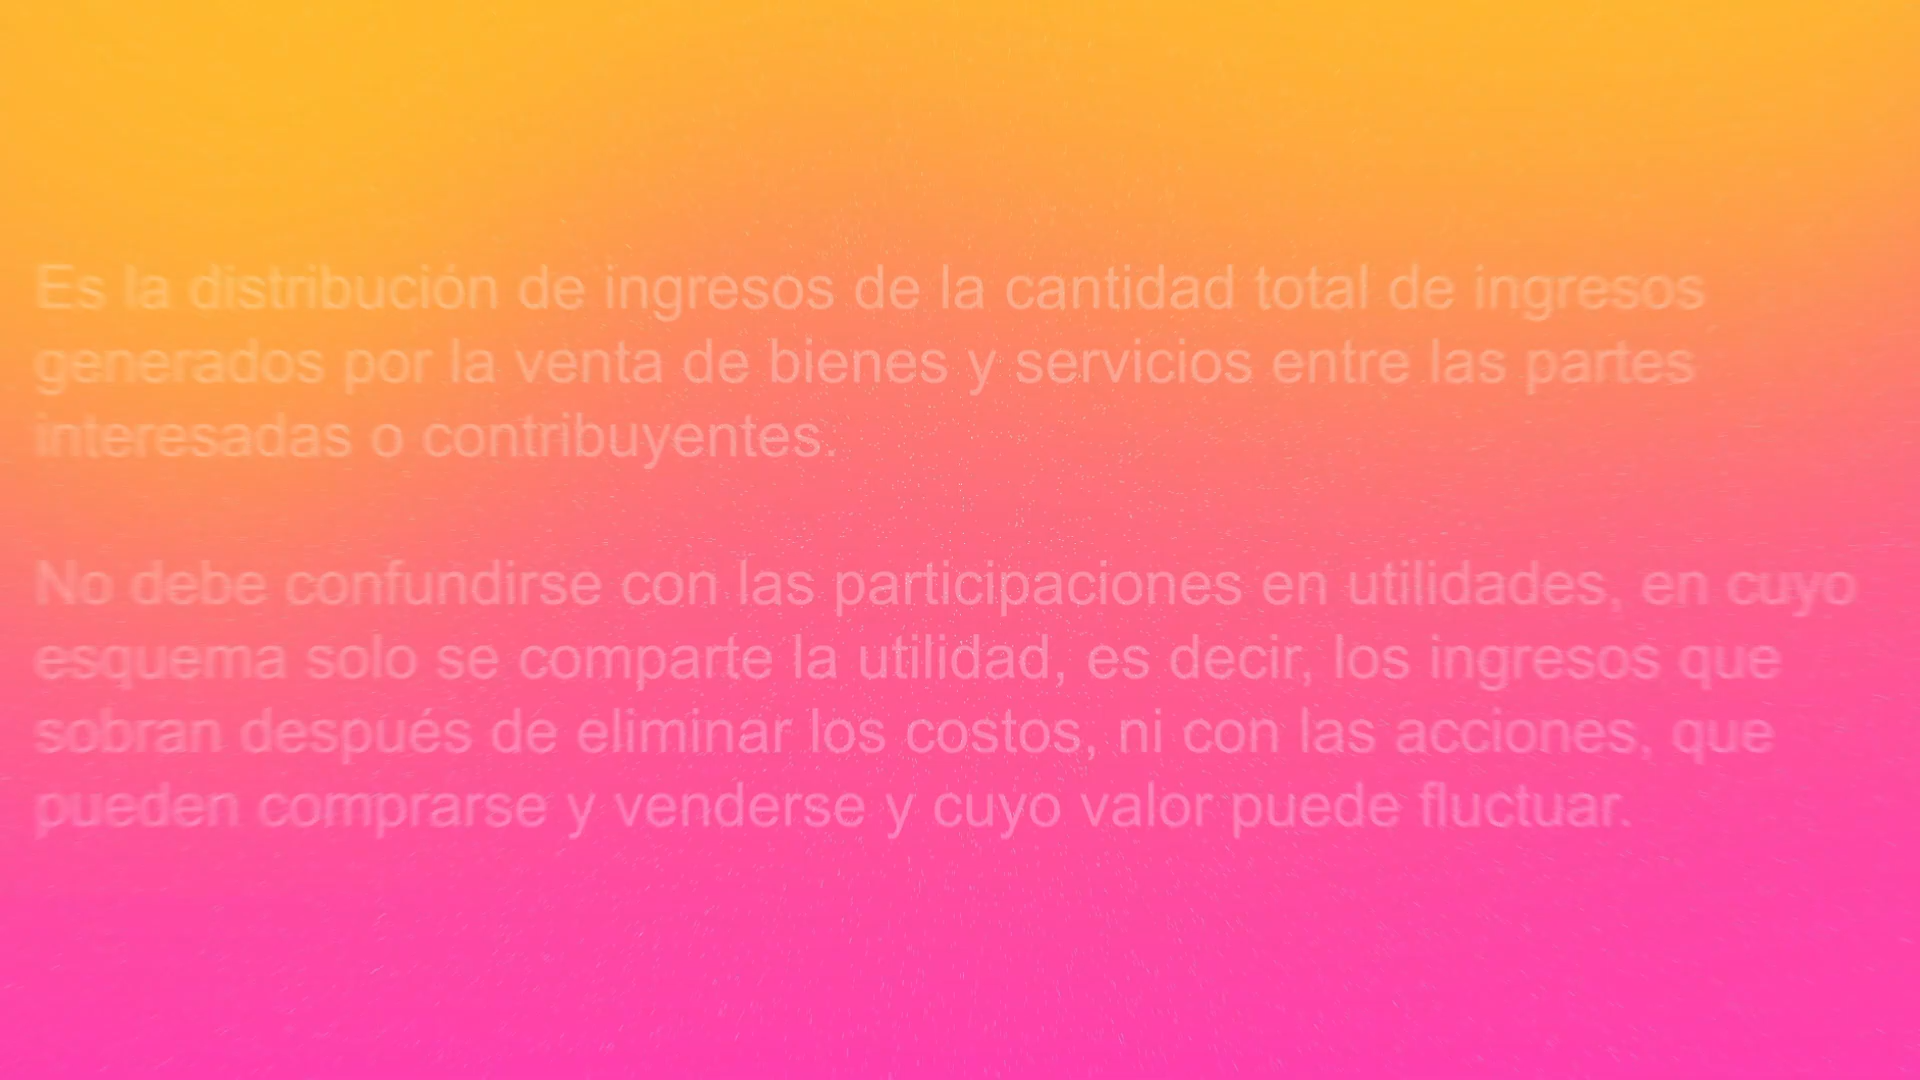 Es la distribución de ingresos de la cantidad total de ingresos
generados por la venta de bienes y servicios entre las partes
interesadas o contribuyentes.
No debe confundirse con las participaciones en utilidades, en cuyo
esquema solo se comparte la utilidad, es decir, los ingresos que
sobran después de eliminar los costos, ni con las acciones, que
pueden comprarse y venderse y cuyo valor puede fluctuar.